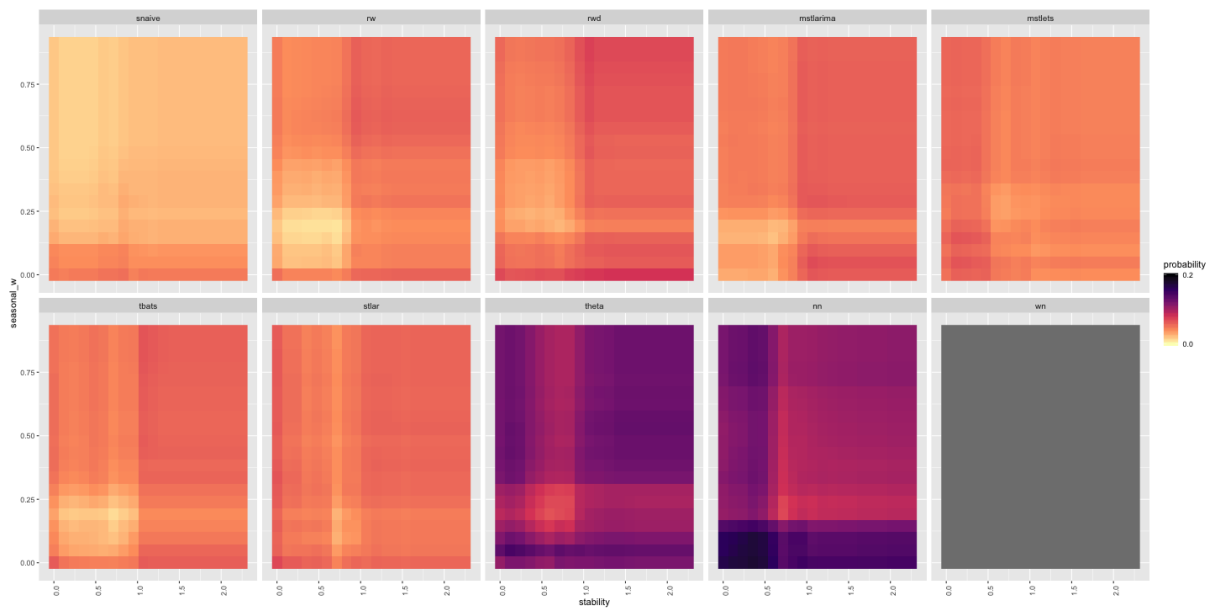 snaive
rw
rwd
mstlarima
mstlets
0.75
0.50
0.25
0.00
seasonal_w
probability
0.2
0.0
tbats
stlar
theta
nn
wn
0.75
0.50
0.25
0.00
0.0 0.5 1.0 1.5 2.0
0.0 0.5 1.0 1.5 2.0
0.0 0.5 1.0 1.5 2.0
0.0 0.5 1.0 1.5 2.0
0.0 0.5 1.0 1.5 2.0
stability